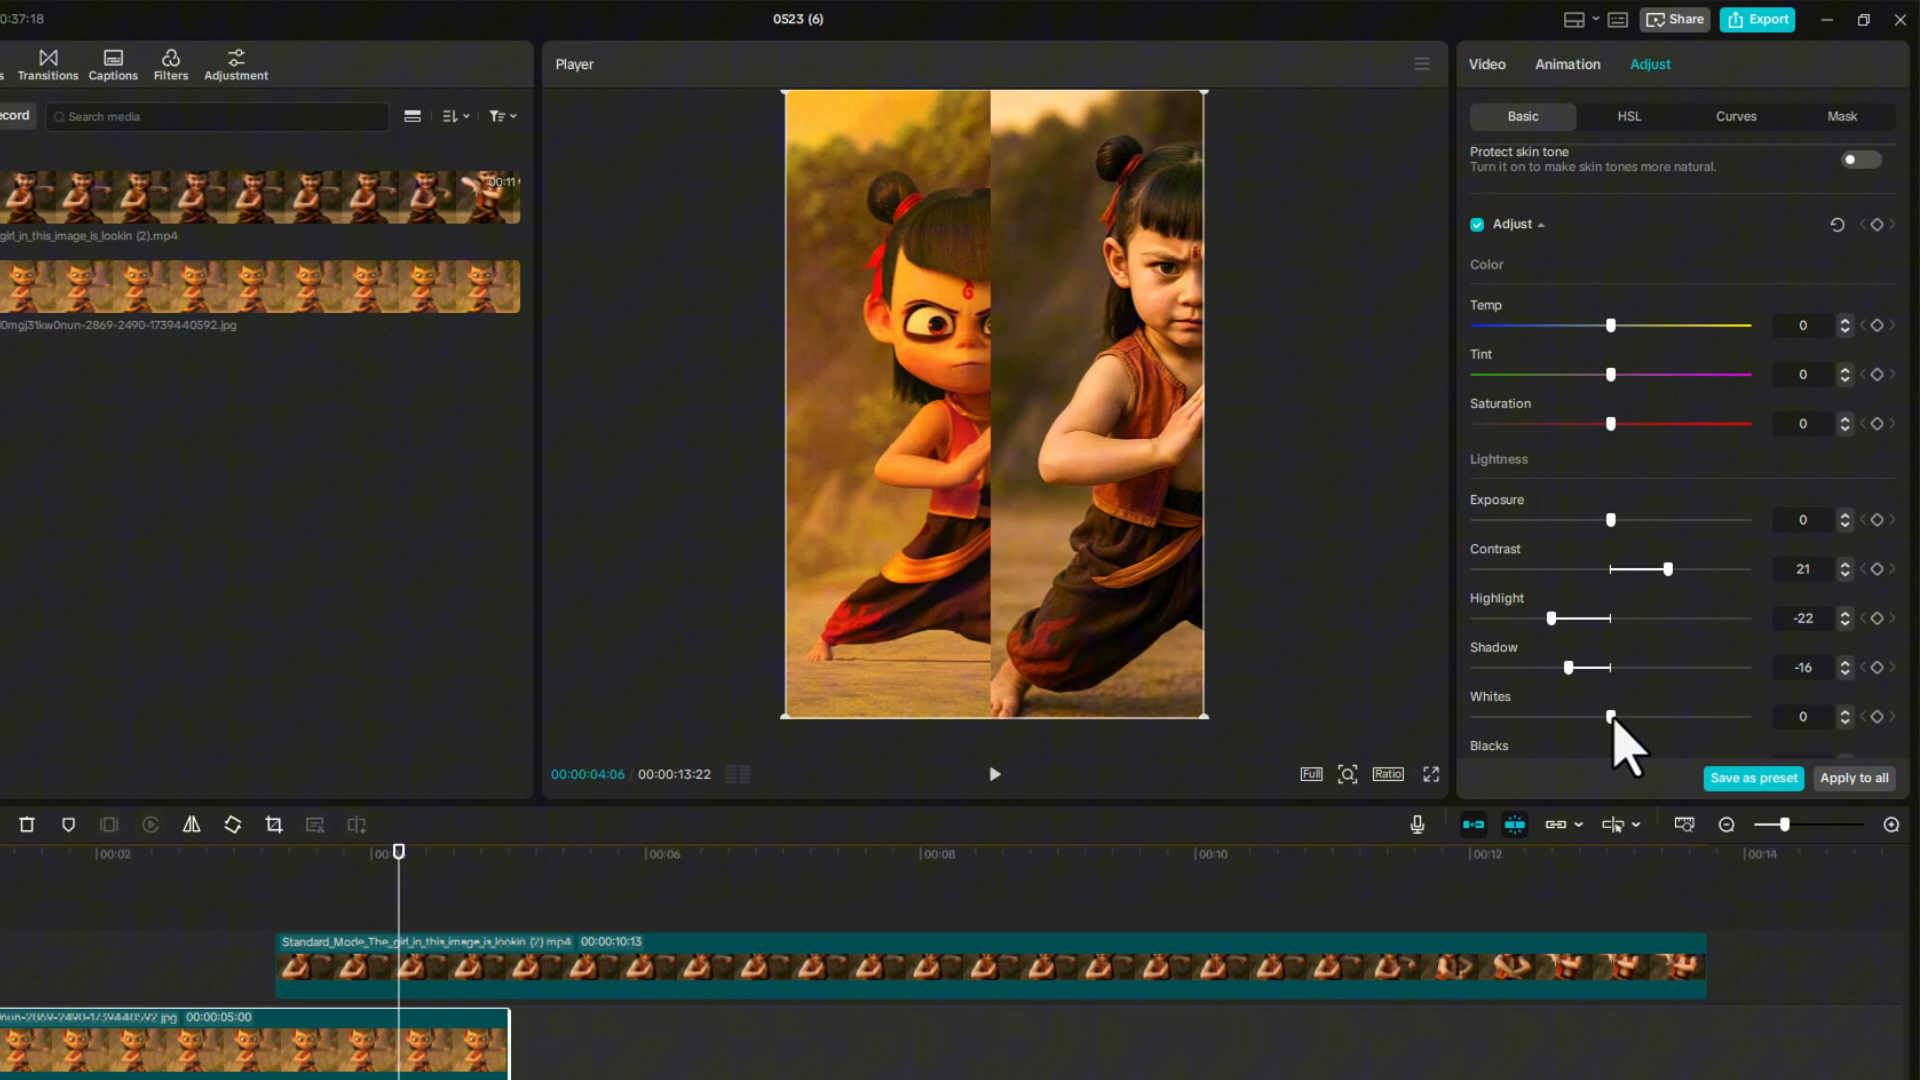 0:37:18
0523 (6)
Share
Export
s
Transitions
Captions
Filters
Adjustment
Player
Video
Animation
Adjust
ecord
Search media
Basic
HSL
Curves
Mask
Protect skin tone
Turn it on to make skin tones more natural.
00:11
girl_in_this_image_is_lookin (2).mp4
0mgj31kw0nun-2869-2490-1739440592.jpg
Adjust
Color
Temp
0
Tint
0
Saturation
0
Lightness
Exposure
0
Contrast
21
Highlight
-22
Shadow
-16
Whites
0
Blacks
00:00:04:06 / 00:00:13:22
Full
Ratio
Save as preset
Apply to all
00:02
00:
00:06
00:08
00:10
00:12
00:14
Standard_Mode_The_girl_in_this_image_is_lookin (2).mp4 00:00:10:13
nun-2869-2490-1739440592.jpg 00:00:05:00